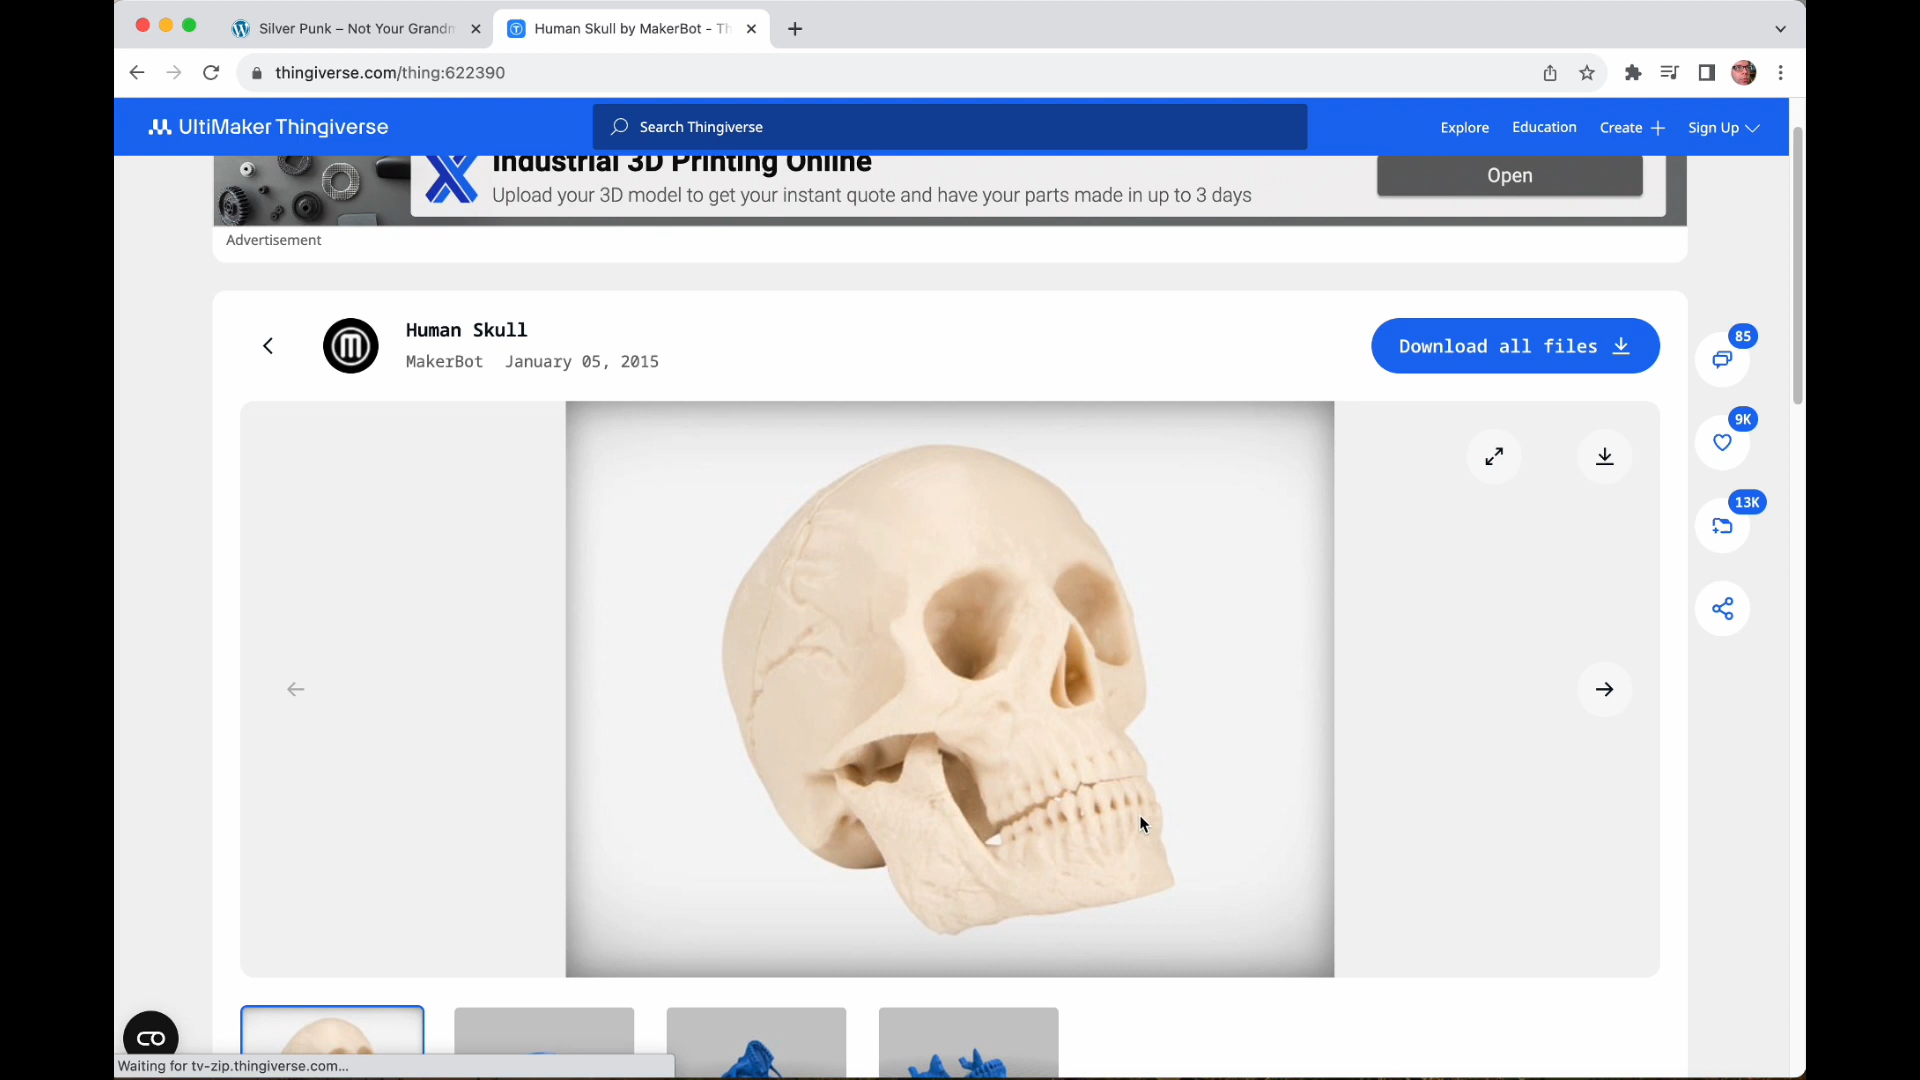 Silver Punk – Not Your Grandm
Human Skull by MakerBot - Th
thingiverse.com/thing:622390
UltiMaker Thingiverse
Search Thingiverse
Explore
Education
Create
Sign Up
Industrial 3D Printing Online
Upload your 3D model to get your instant quote and have your parts made in up to 3 days
Open
Advertisement
Human Skull
MakerBot January 05, 2015
Download all files
85
9K
13K
Waiting for tv-zip.thingiverse.com...